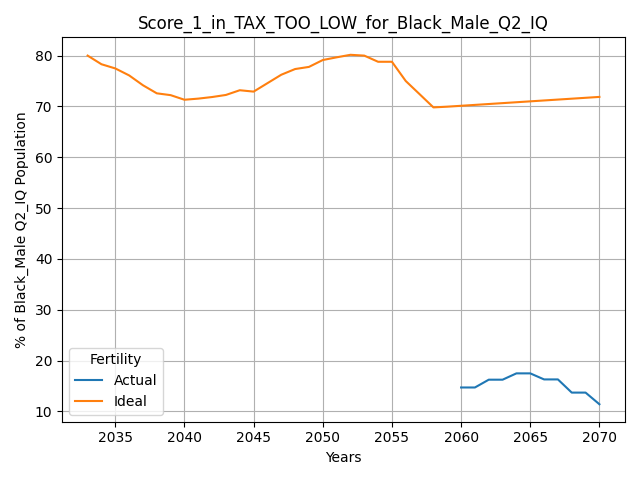 Score_1_in_TAX_TOO_LOW_for_Black_Male_Q2_IQ
% of Black_Male Q2_IQ Population
80
70
60
50
40
30
20
10
Fertility
Actual
Ideal
2035 2040 2045 2050 2055 2060 2065 2070
Years